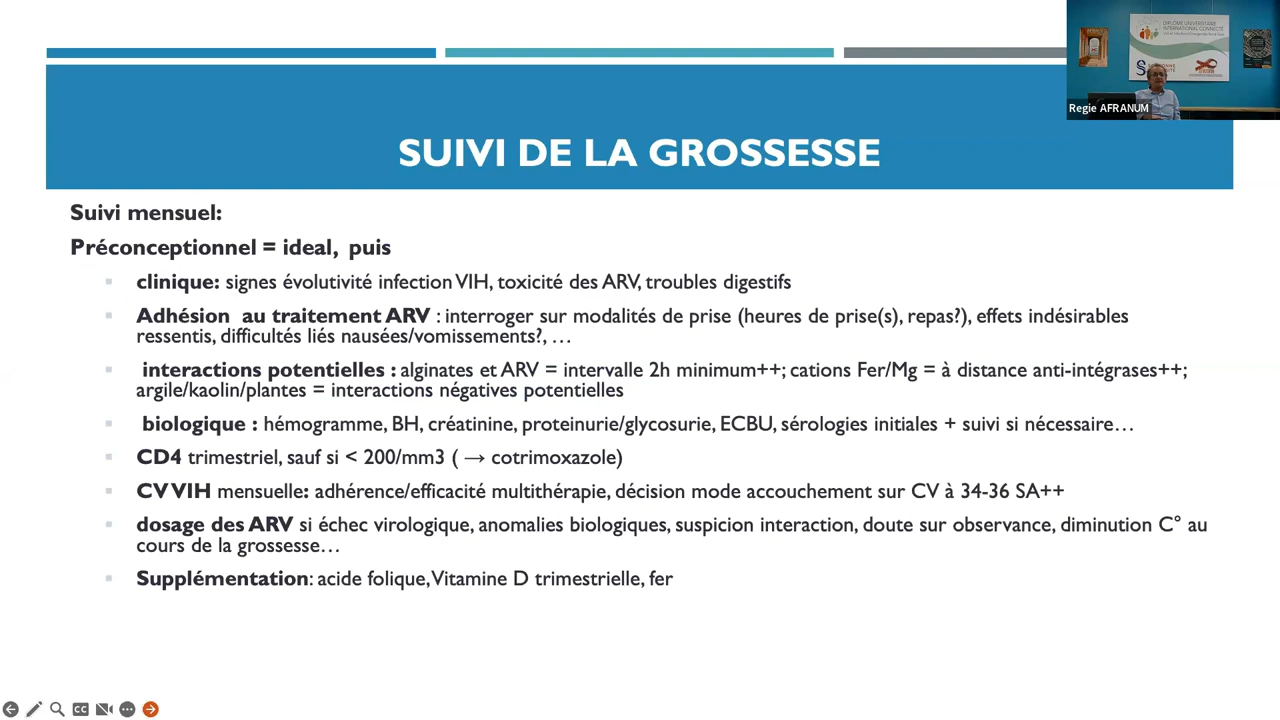 DIPLÔME UNIVERSITAIRE
INTERNATIONAL CONNECTÉ
Regie AFRANUM
SUIVI DE LA GROSSESSE
Suivi mensuel:
Préconceptionnel = ideal, puis
clinique: signes évolutivité infection VIH, toxicité des ARV, troubles digestifs
Adhésion au traitement ARV : interroger sur modalités de prise (heures de prise(s), repas?), effets indésirables
ressentis, difficultés liés nausées/vomissements?, …
interactions potentielles : alginates et ARV = intervalle 2h minimum++; cations Fer/Mg = à distance anti-intégrases++;
argile/kaolin/plantes = interactions négatives potentielles
biologique : hémogramme, BH, créatinine, proteinurie/glycosurie, ECBU, sérologies initiales + suivi si nécessaire…
CD4 trimestriel, sauf si < 200/mm3 ( → cotrimoxazole)
CV VIH mensuelle: adhérence/efficacité multithérapie, décision mode accouchement sur CV à 34-36 SA++
dosage des ARV si échec virologique, anomalies biologiques, suspicion interaction, doute sur observance, diminution C° au
cours de la grossesse…
Supplémentation: acide folique, Vitamine D trimestrielle, fer
CC